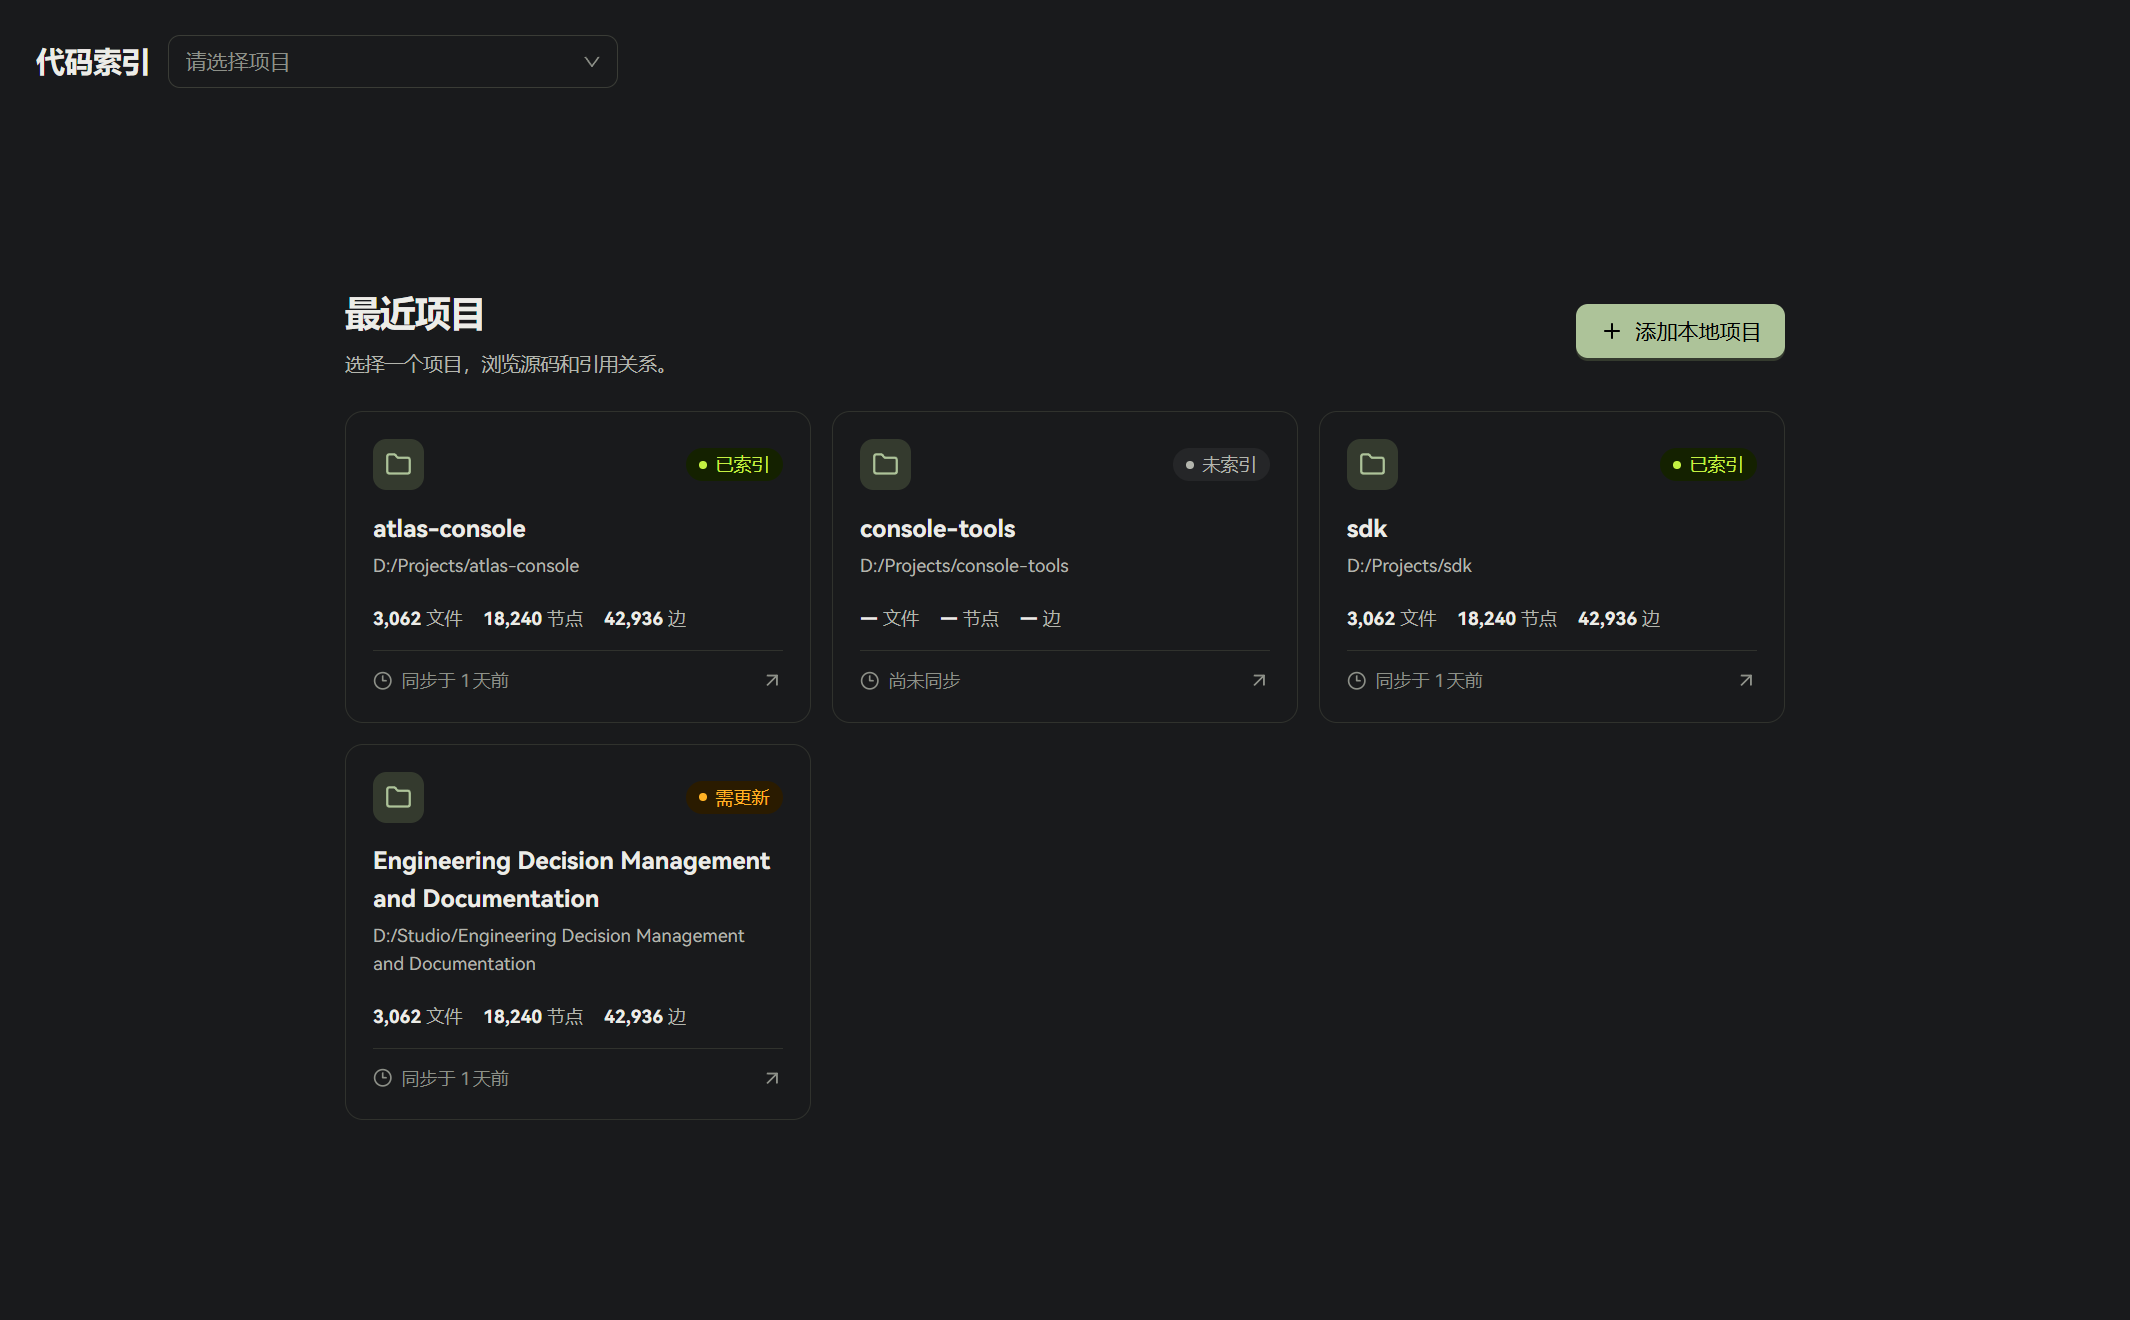 代码索引
请选择项目
最近项目
选择一个项目，浏览源码和引用关系。
添加本地项目
已索引
atlas-console
D:/Projects/atlas-console
3,062 文件 18,240 节点 42,936 边
同步于 1 天前
未索引
console-tools
D:/Projects/console-tools
— 文件 — 节点 — 边
尚未同步
已索引
sdk
D:/Projects/sdk
3,062 文件 18,240 节点 42,936 边
同步于 1 天前
需更新
Engineering Decision Management
and Documentation
D:/Studio/Engineering Decision Management
and Documentation
3,062 文件 18,240 节点 42,936 边
同步于 1 天前